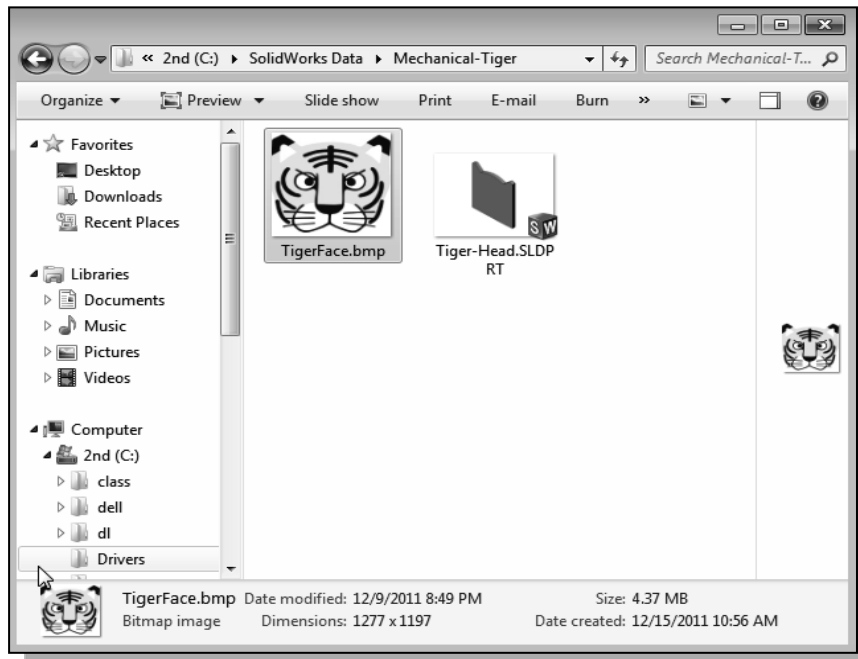 « 2nd (C:) ▸ SolidWorks Data ▸ Mechanical-Tiger
Search Mechanical-T...
Organize Preview Slide show Print E-mail Burn »
Favorites
Desktop
Downloads
Recent Places
Libraries
Documents
Music
Pictures
Videos
Computer
2nd (C:)
class
dell
dl
Drivers
TigerFace.bmp
Tiger-Head.SLDP
RT
SW
TigerFace.bmp Date modified: 12/9/2011 8:49 PM Size: 4.37 MB
Bitmap image Dimensions: 1277 x 1197 Date created: 12/15/2011 10:56 AM